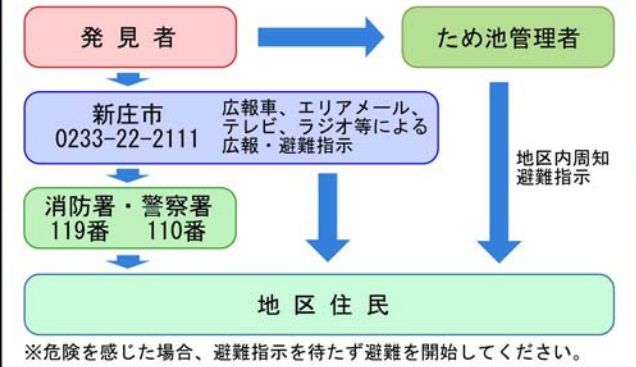 発見者
ため池管理者
新庄市
0233-22-2111
広報車、エリアメール、
テレビ、ラジオ等による
広報・避難指示
地区内周知
避難指示
消防署・警察署
119番 110番
地区住民
※危険を感じた場合、避難指示を待たず避難を開始してください。